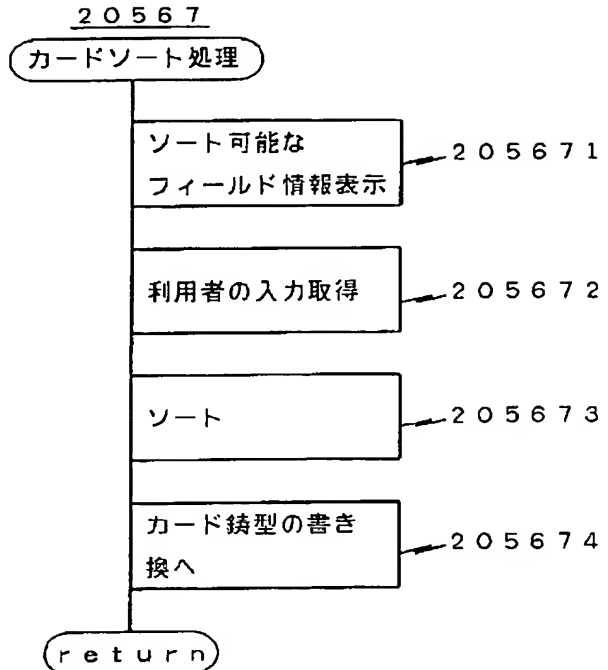 20567
カードソート処理
ソート可能な
フィールド情報表示
205671
利用者の入力取得
205672
ソート
205673
カード鋳型の書き
換へ
205674
return